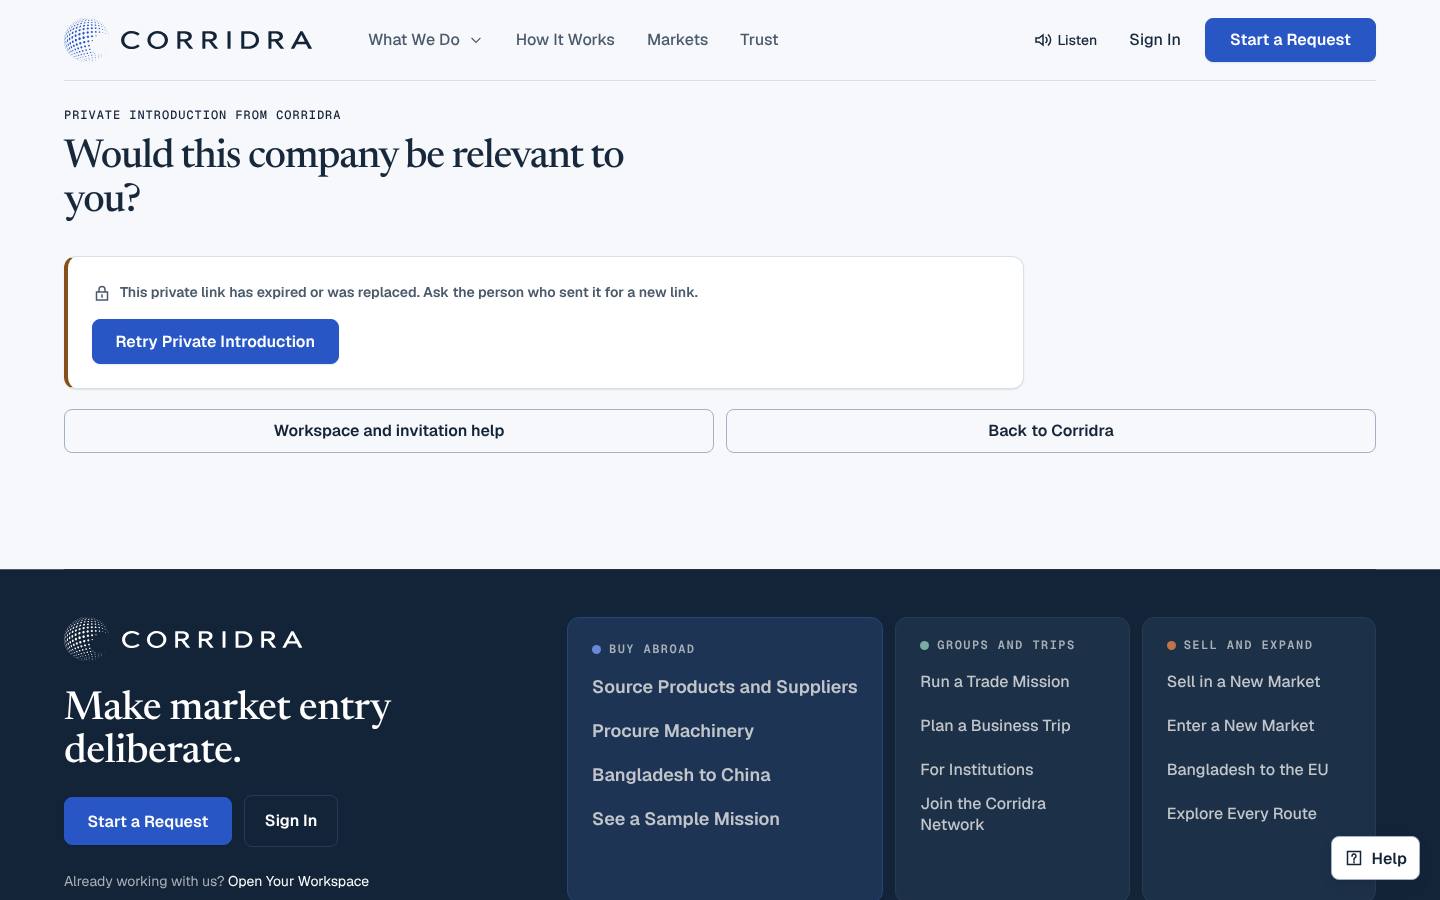 CORRIDRA
What We Do
How It Works
Markets
Trust
Listen
Sign In
Start a Request
PRIVATE INTRODUCTION FROM CORRIDRA
Would this company be relevant to
you?
This private link has expired or was replaced. Ask the person who sent it for a new link.
Retry Private Introduction
Workspace and invitation help
Back to Corridra
CORRIDRA
Make market entry
deliberate.
Start a Request
Sign In
Already working with us? Open Your Workspace
BUY ABROAD
Source Products and Suppliers
Procure Machinery
Bangladesh to China
See a Sample Mission
GROUPS AND TRIPS
Run a Trade Mission
Plan a Business Trip
For Institutions
Join the Corridra
Network
SELL AND EXPAND
Sell in a New Market
Enter a New Market
Bangladesh to the EU
Explore Every Route
Help